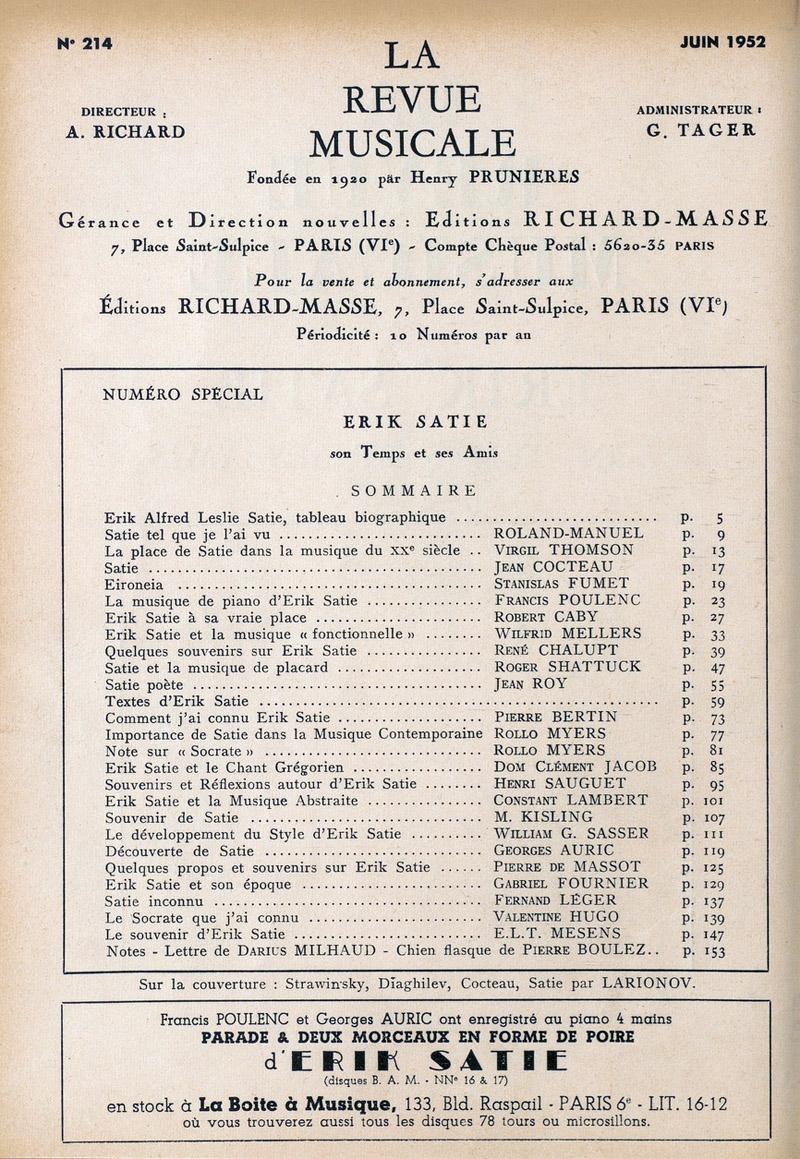 N° 214
JUIN 1952
LA
REVUE
MUSICALE
DIRECTEUR :
A. RICHARD
ADMINISTRATEUR :
G. TAGER
Fondée en 1920 par Henry PRUNIERES
Gérance et Direction nouvelles : Editions RICHARD-MASSE
7, Place Saint-Sulpice - PARIS (VIe) - Compte Chèque Postal : 5620-35 PARIS
Pour la vente et abonnement, s'adresser aux
Éditions RICHARD-MASSE, 7, Place Saint-Sulpice, PARIS (VIe)
Périodicité : 10 Numéros par an
NUMÉRO SPÉCIAL
ERIK SATIE
son Temps et ses Amis
SOMMAIRE
Erik Alfred Leslie Satie, tableau biographique .......................... p. 5
Satie tel que je l'ai vu .......................... ROLAND-MANUEL p. 9
La place de Satie dans la musique du XXe siècle .. VIRGIL THOMSON p. 13
Satie .......................... JEAN COCTEAU p. 17
Eironeia .......................... STANISLAS FUMET p. 19
La musique de piano d'Erik Satie ................ FRANCIS POULENC p. 23
Erik Satie à sa vraie place ...................... ROBERT CABY p. 27
Erik Satie et la musique « fonctionnelle » ........ WILFRID MELLERS p. 33
Quelques souvenirs sur Erik Satie ................ RENÉ CHALUPT p. 39
Satie et la musique de placard .................... ROGER SHATTUCK p. 47
Satie poète .......................... JEAN ROY p. 55
Textes d'Erik Satie .......................... p. 59
Comment j'ai connu Erik Satie .................... PIERRE BERTIN p. 73
Importance de Satie dans la Musique Contemporaine ROLLO MYERS p. 77
Note sur « Socrate » .......................... ROLLO MYERS p. 81
Erik Satie et le Chant Grégorien .................. DOM CLÉMENT JACOB p. 85
Souvenirs et Réflexions autour d'Erik Satie ........ HENRI SAUGUET p. 95
Erik Satie et la Musique Abstraite ................ CONSTANT LAMBERT p. 101
Souvenir de Satie .......................... M. KISLING p. 107
Le développement du Style d'Erik Satie .......... WILLIAM G. SASSER p. 111
Découverte de Satie .......................... GEORGES AURIC p. 119
Quelques propos et souvenirs sur Erik Satie ...... PIERRE DE MASSOT p. 125
Erik Satie et son époque ........................ GABRIEL FOURNIER p. 129
Satie inconnu .......................... FERNAND LÉGER p. 137
Le Socrate que j'ai connu ........................ VALENTINE HUGO p. 139
Le souvenir d'Erik Satie .......................... E.L.T. MESENS p. 147
Notes - Lettre de DARIUS MILHAUD - Chien flasque de PIERRE BOULEZ.. p. 153
Sur la couverture : Strawinsky, Dïaghilev, Cocteau, Satie par LARIONOV.
Francis POULENC et Georges AURIC ont enregistré au piano 4 mains
PARADE & DEUX MORCEAUX EN FORME DE POIRE
d'ERIK SATIE
(disques B. A. M. - NNº 16 & 17)
en stock à La Boite à Musique, 133, Bld. Raspail - PARIS 6e - LIT. 16-12
où vous trouverez aussi tous les disques 78 tours ou microsillons.